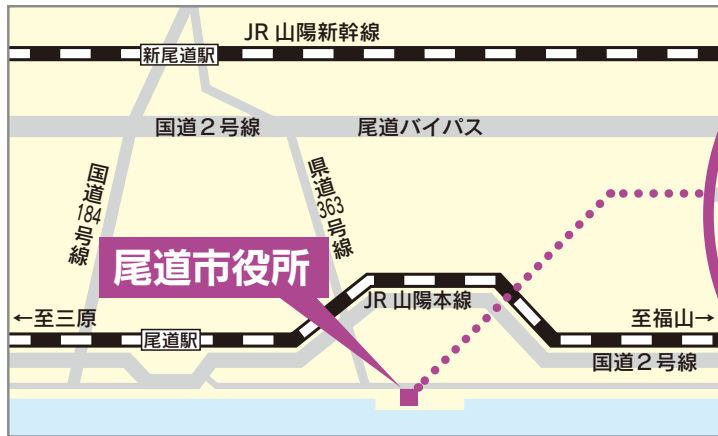 JR 山陽新幹線
新尾道駅
国道２号線
尾道バイパス
国道184号線
県道363号線
尾道市役所
JR 山陽本線
←至三原
至福山→
尾道駅
国道２号線